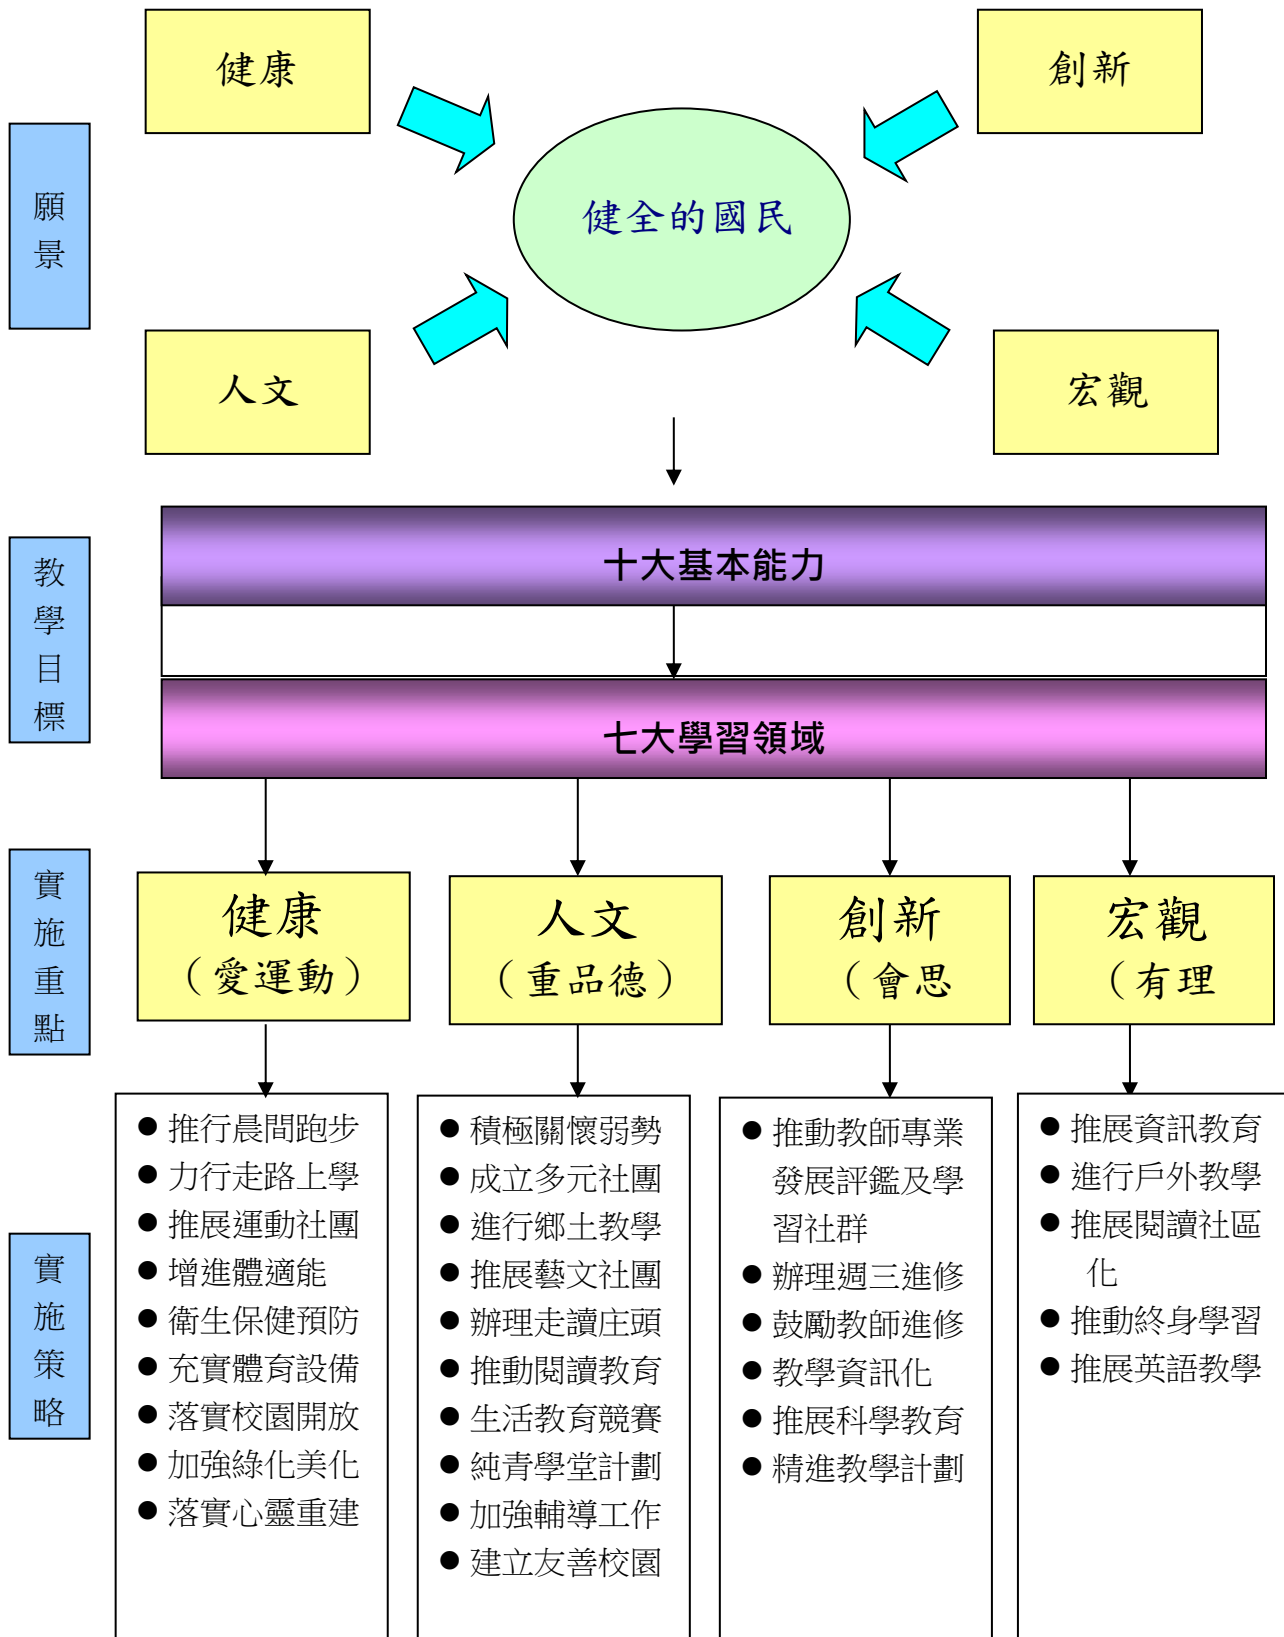 健康
創新
願景
健全的國民
人文
宏觀
教學目標
十大基本能力
七大學習領域
實施重點
健康
（愛運動）
人文
（重品德）
創新
（會思
宏觀
（有理
實施策略
● 推行晨間跑步
● 力行走路上學
● 推展運動社團
● 增進體適能
● 衛生保健預防
● 充實體育設備
● 落實校園開放
● 加強綠化美化
● 落實心靈重建
● 積極關懷弱勢
● 成立多元社團
● 進行鄉土教學
● 推展藝文社團
● 辦理走讀庄頭
● 推動閱讀教育
● 生活教育競賽
● 純青學堂計劃
● 加強輔導工作
● 建立友善校園
● 推動教師專業
發展評鑑及學
習社群
● 辦理週三進修
● 鼓勵教師進修
● 教學資訊化
● 推展科學教育
● 精進教學計劃
● 推展資訊教育
● 進行戶外教學
● 推展閱讀社區
化
● 推動終身學習
● 推展英語教學